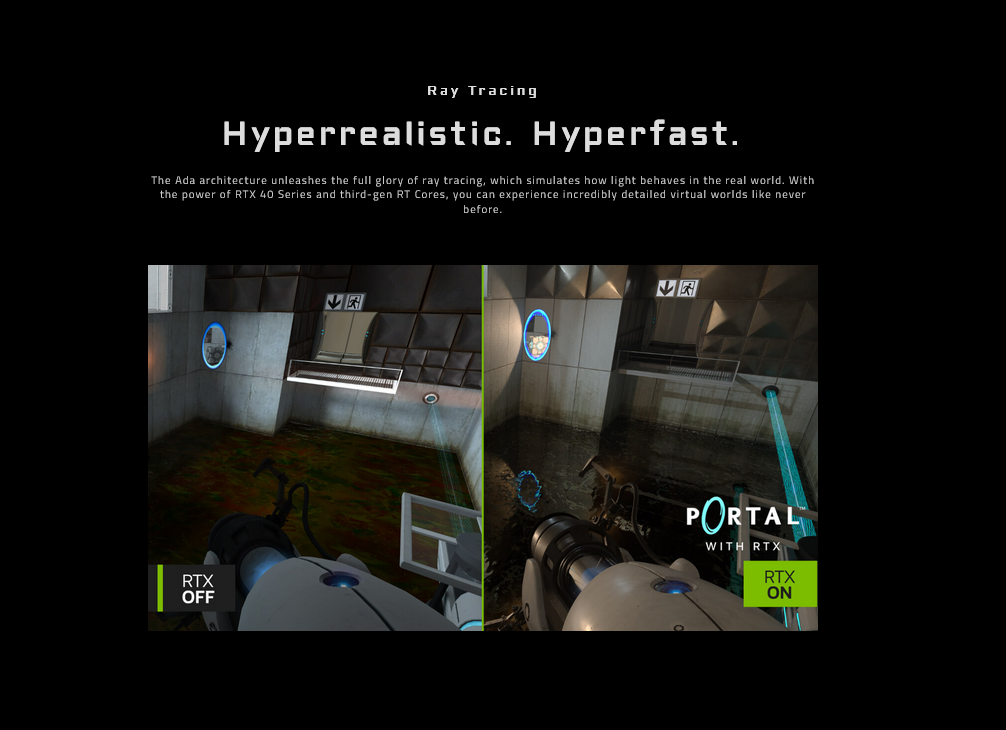 Ray Tracing
Hyperrealistic. Hyperfast.
The Ada architecture unleashes the full glory of ray tracing, which simulates how light behaves in the real world. With
the power of RTX 40 Series and third-gen RT Cores, you can experience incredibly detailed virtual worlds like never
before.
PORTAL™
WITH RTX
RTX
OFF
RTX
ON